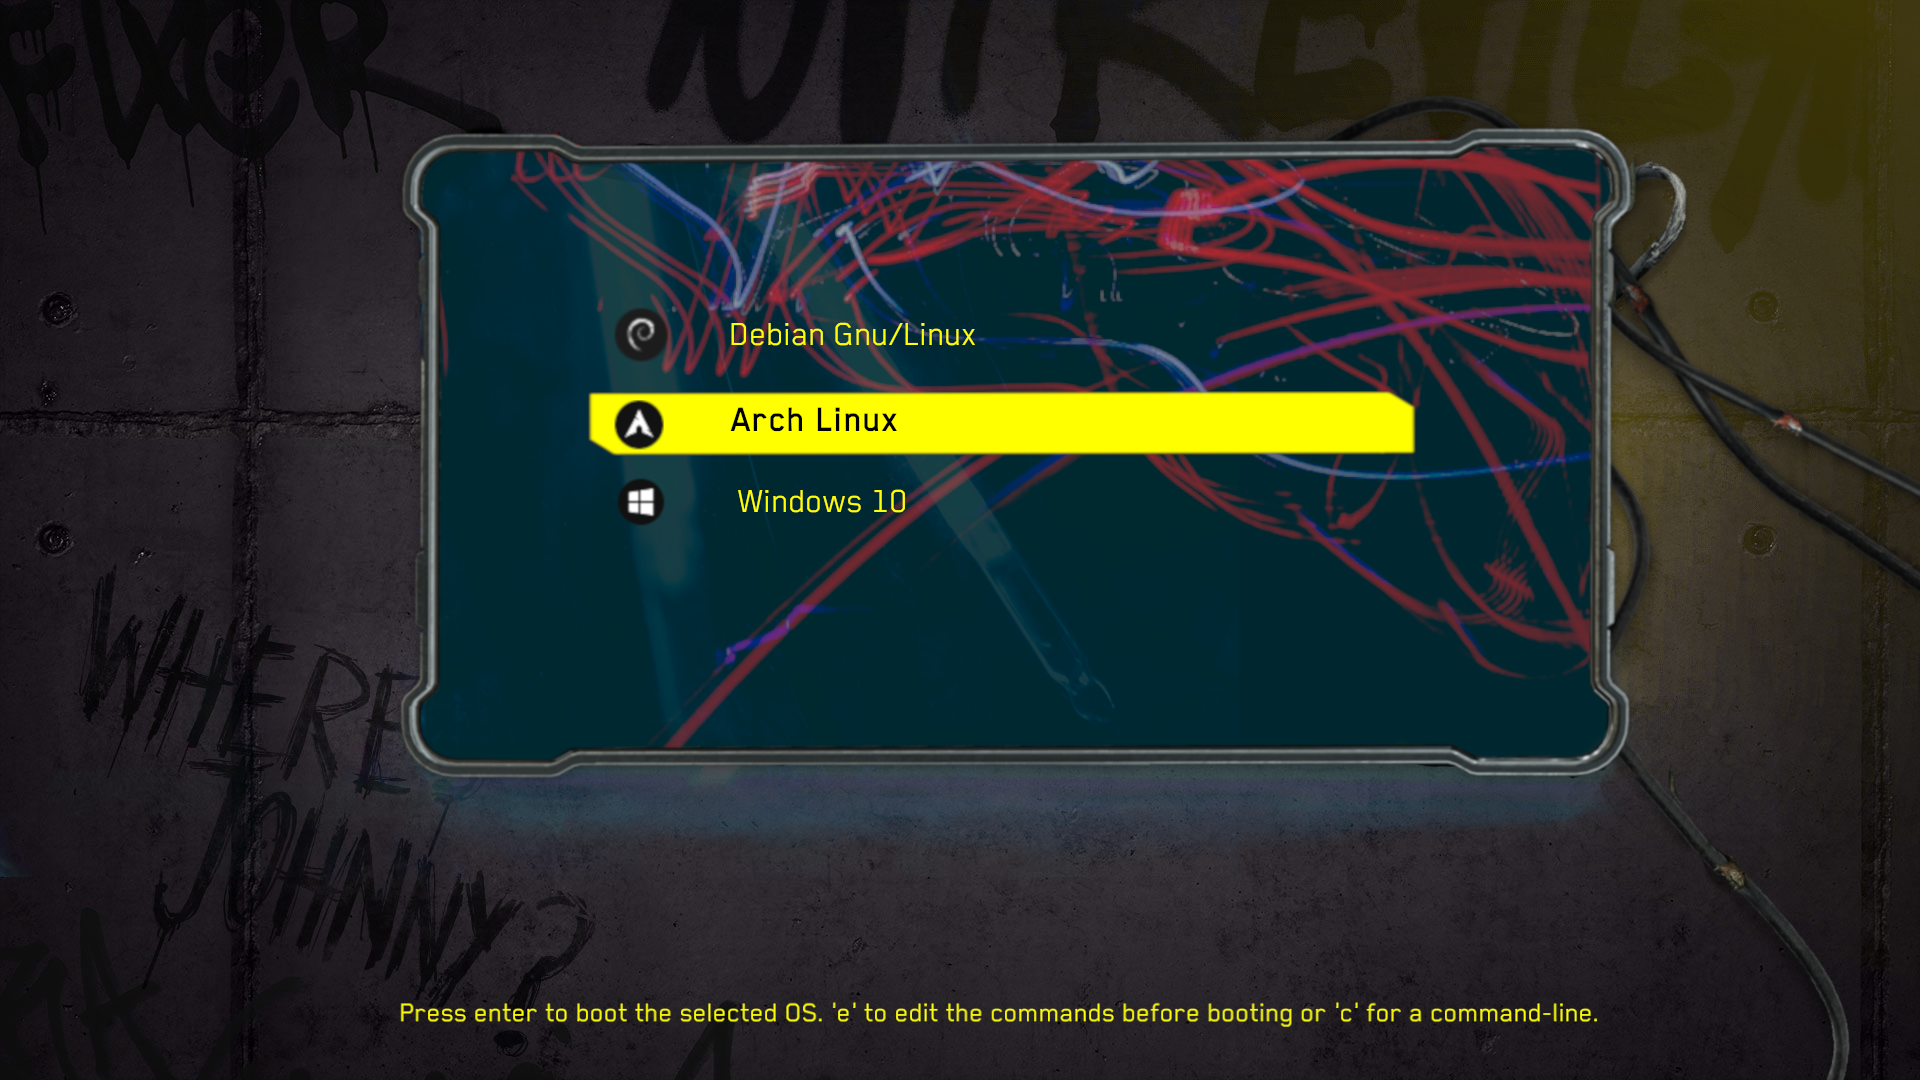 FIXER
Debian Gnu/Linux
Arch Linux
Windows 10
WHERE
JOHNNY?
Press enter to boot the selected OS. 'e' to edit the commands before booting or 'c' for a command-line.